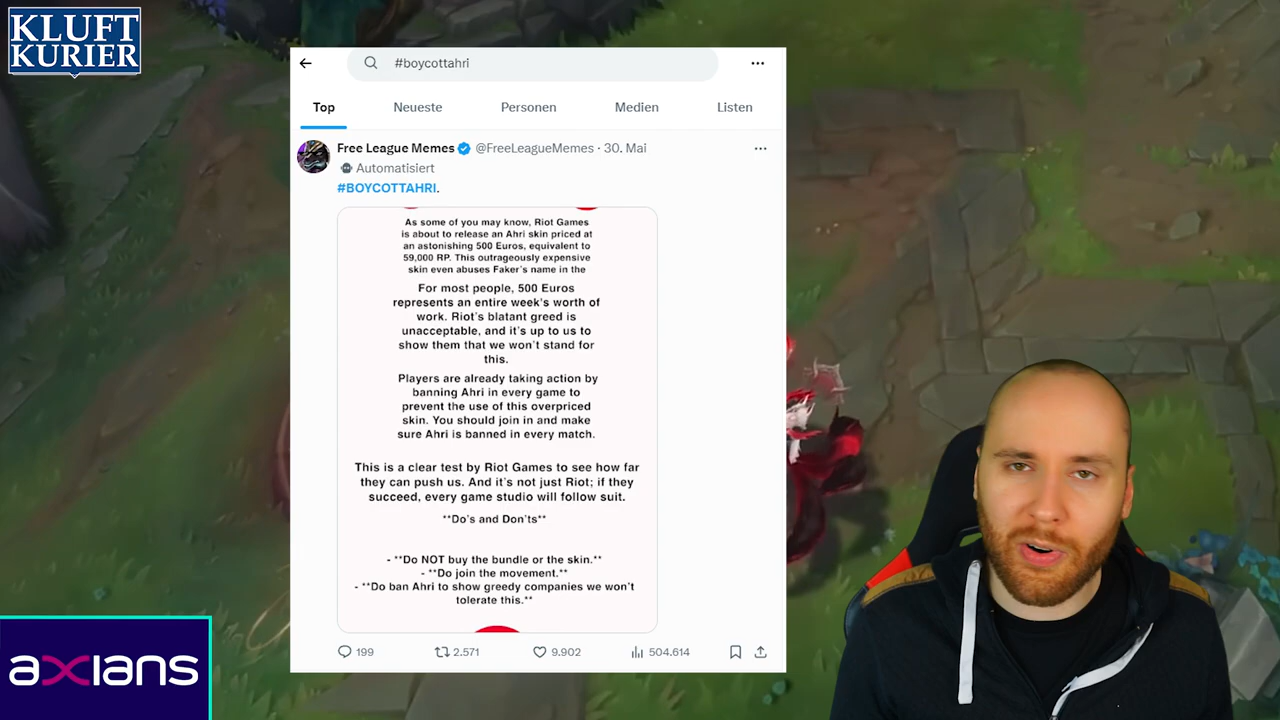 KLUFT
KURIER
#boycottahri
Top
Neueste
Personen
Medien
Listen
Free League Memes @FreeLeagueMemes · 30. Mai
Automatisiert
#BOYCOTTAHRI.
As some of you may know, Riot Games
is about to release an Ahri skin priced at
an astonishing 500 Euros, equivalent to
59,000 RP. This outrageously expensive
skin even abuses Faker's name in the
For most people, 500 Euros
represents an entire week's worth of
work. Riot's blatant greed is
unacceptable, and it's up to us to
show them that we won't stand for
this.
Players are already taking action by
banning Ahri in every game to
prevent the use of this overpriced
skin. You should join in and make
sure Ahri is banned in every match.
This is a clear test by Riot Games to see how far
they can push us. And it's not just Riot; if they
succeed, every game studio will follow suit.
**Do's and Don'ts**
- **Do NOT buy the bundle or the skin.**
- **Do join the movement.**
- **Do ban Ahri to show greedy companies we won't
tolerate this.**
199
2.571
9.902
504.614
axians